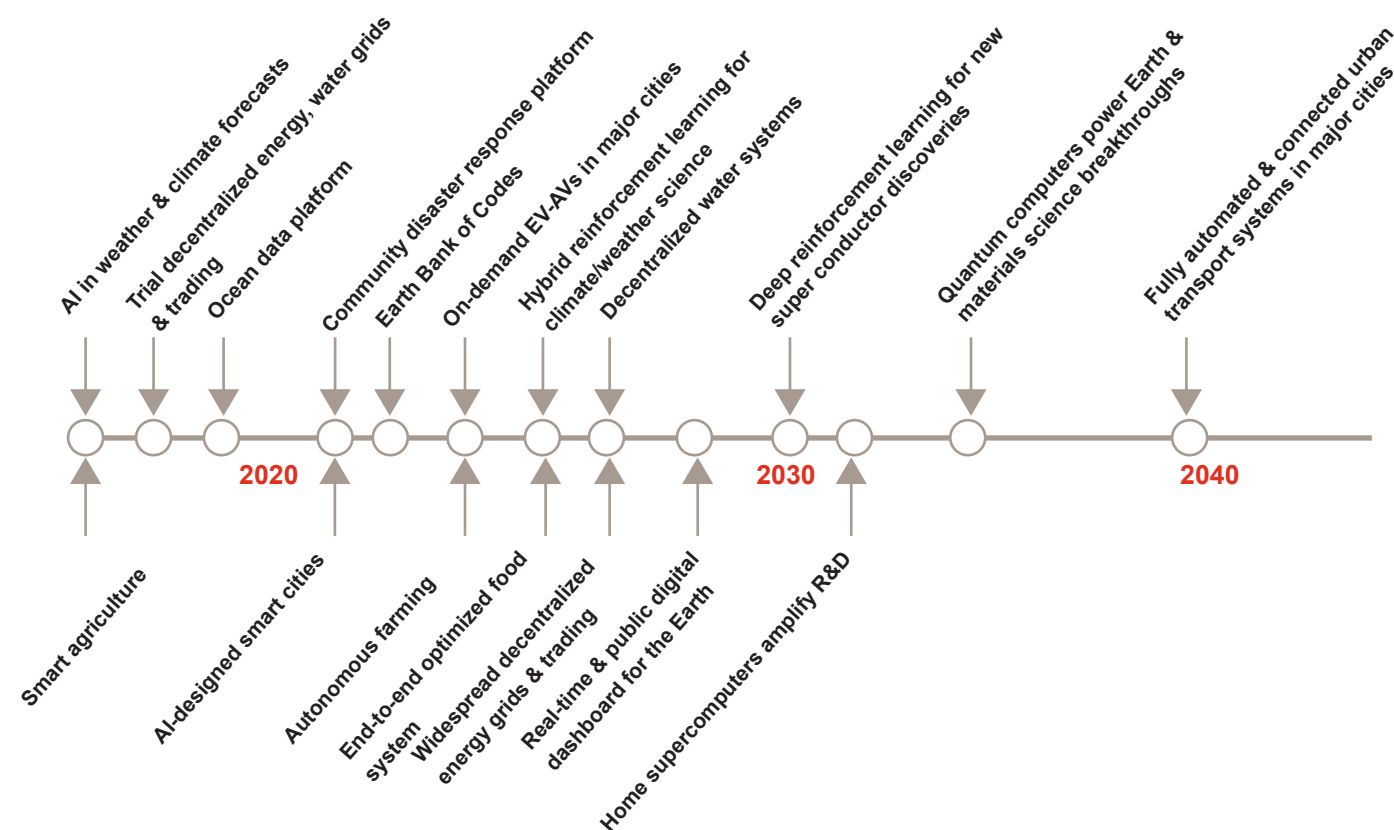 AI in weather & climate forecasts
Trial decentralized energy, water grids
& trading
Ocean data platform
Community disaster response platform
Earth Bank of Codes
On-demand EV-AVs in major cities
Hybrid reinforcement learning for
climate/weather science
Decentralized water systems
Deep reinforcement learning for new
super conductor discoveries
Quantum computers power Earth &
materials science breakthroughs
Fully automated & connected urban
transport systems in major cities
2020
2030
2040
Smart agriculture
AI-designed smart cities
Autonomous farming
End-to-end optimized food
system
Widespread decentralized
energy grids & trading
Real-time & public digital
dashboard for the Earth
Home supercomputers amplify R&D